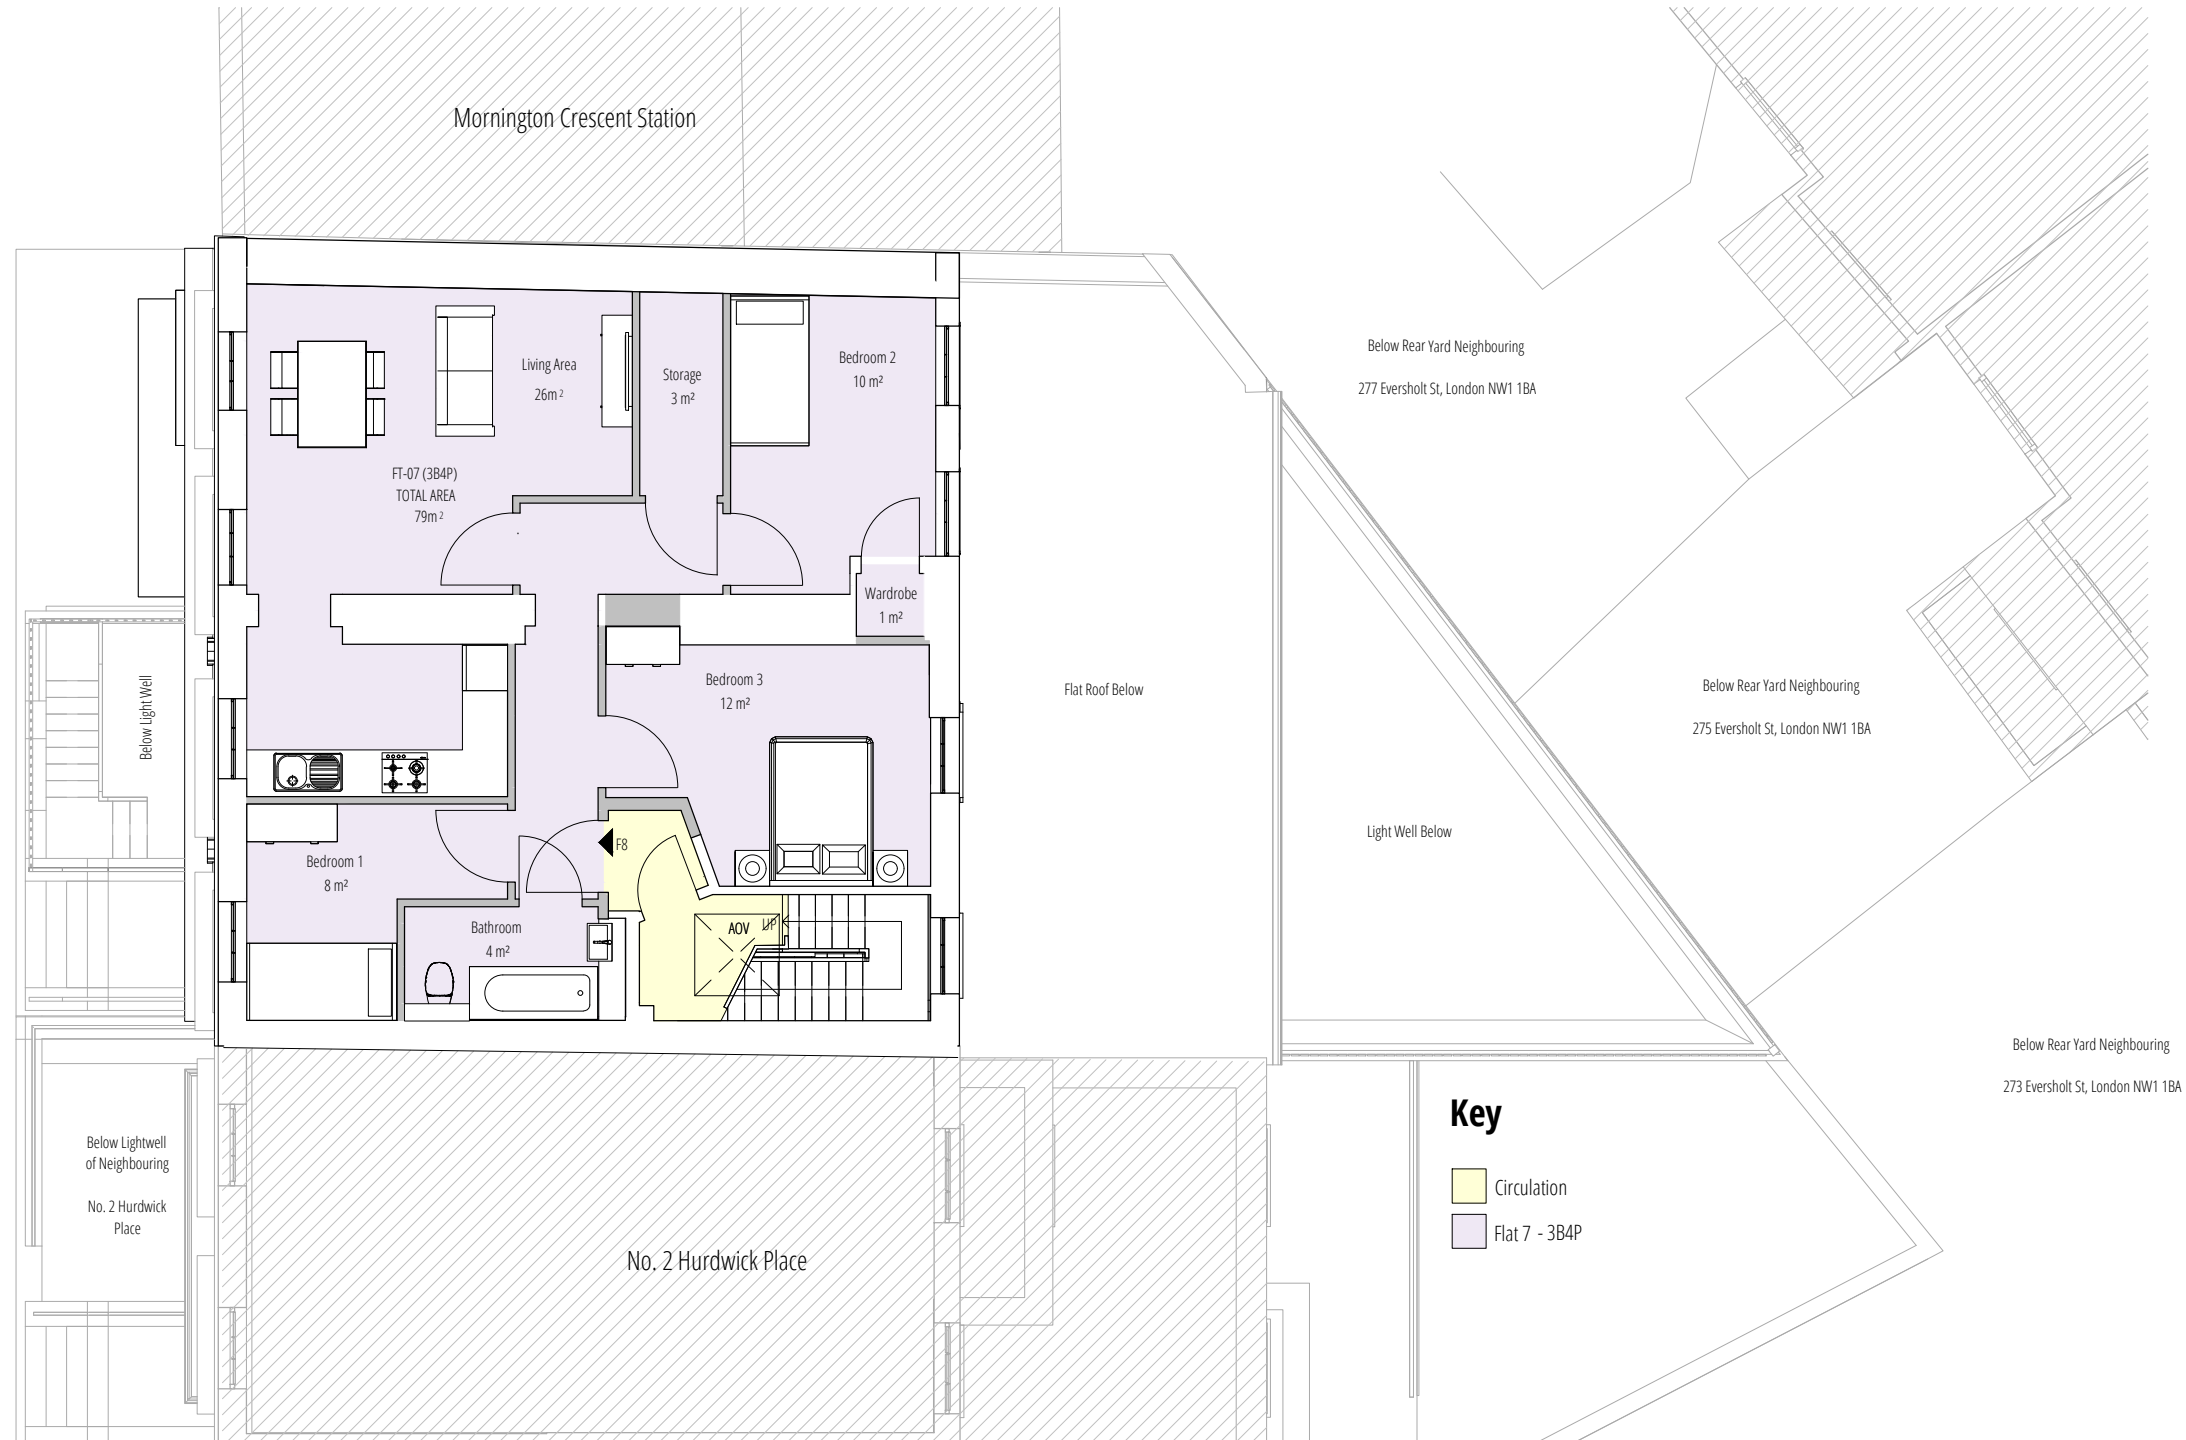 Mornington Crescent Station
Living Area
26m²
Storage
3 m²
Bedroom 2
10 m²
FT-07 (3B4P)
TOTAL AREA
79m²
Wardrobe
1 m²
Bedroom 3
12 m²
Bedroom 1
8 m²
F8
Bathroom
4 m²
AOV
UP
Below Light Well
Flat Roof Below
Light Well Below
Below Rear Yard Neighbouring
277 Eversholt St, London NW1 1BA
Below Rear Yard Neighbouring
275 Eversholt St, London NW1 1BA
Below Rear Yard Neighbouring
273 Eversholt St, London NW1 1BA
Below Lightwell
of Neighbouring
No. 2 Hurdwick
Place
No. 2 Hurdwick Place
Key
Circulation
Flat 7 - 3B4P